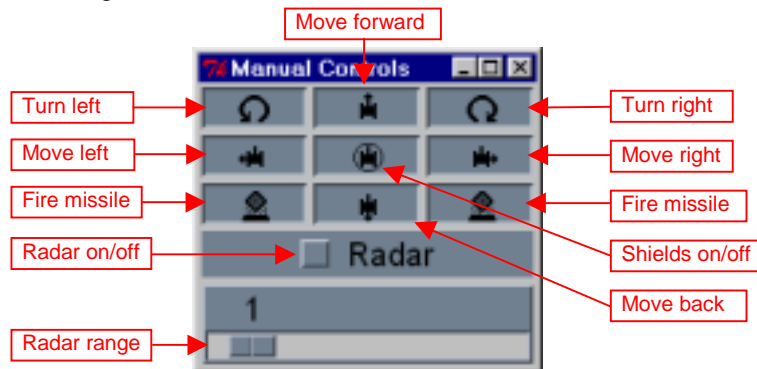 Move forward
Manual Controls
Turn left
Turn right
Move left
Move right
Fire missile
Fire missile
Radar on/off
Radar
Shields on/off
Move back
1
Radar range